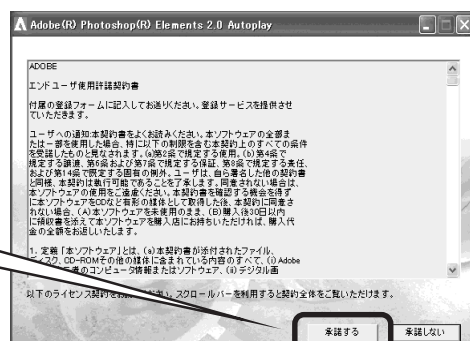 Adobe(R) Photoshop(R) Elements 2.0 Autoplay
ADOBE
エンドユーザ使用許諾契約書
付属の登録フォームに記入してお送りください。登録サービスを提供させ
ていただきます。
ユーザへの通知:本契約書をよくお読みください。本ソフトウェアの全部ま
たは一部を使用した場合、特に以下の制限を含む本契約上のすべての条件
を受諾したものと見なされます。(a)第2条で規定する使用。(b)第4条で
規定する譲渡、第6条および第7条で規定する保証、第8条で規定する責任、
および第14条で既定する固有の例外。ユーザは、自ら署名した他の契約書
と同様、本契約は執行可能であることを了承します。同意されない場合は、
本ソフトウェアの使用をご遠慮ください。本契約書を確認する機会を得ず
に本ソフトウェアをCDなど有形の媒体として取得した後、本契約に同意さ
れない場合、(A)本ソフトウェアを未使用のまま、(B)購入後30日以内
に領収書を添えて本ソフトウェアを購入店にお持ちいただければ、購入代
金の全額をお返しいたします。
1. 定義「本ソフトウェア」とは、(a)本契約書が添付されたファイル、
ディスク、CD-ROMその他の媒体に含まれている内容のすべて、(i) Adobe
者のコンピュータ情報またはソフトウェア、(ii) デジタル画
以下のライセンス契約をお ださい。スクロールバーを利用すると契約全体をご覧いただけます。
承諾する
承諾しない